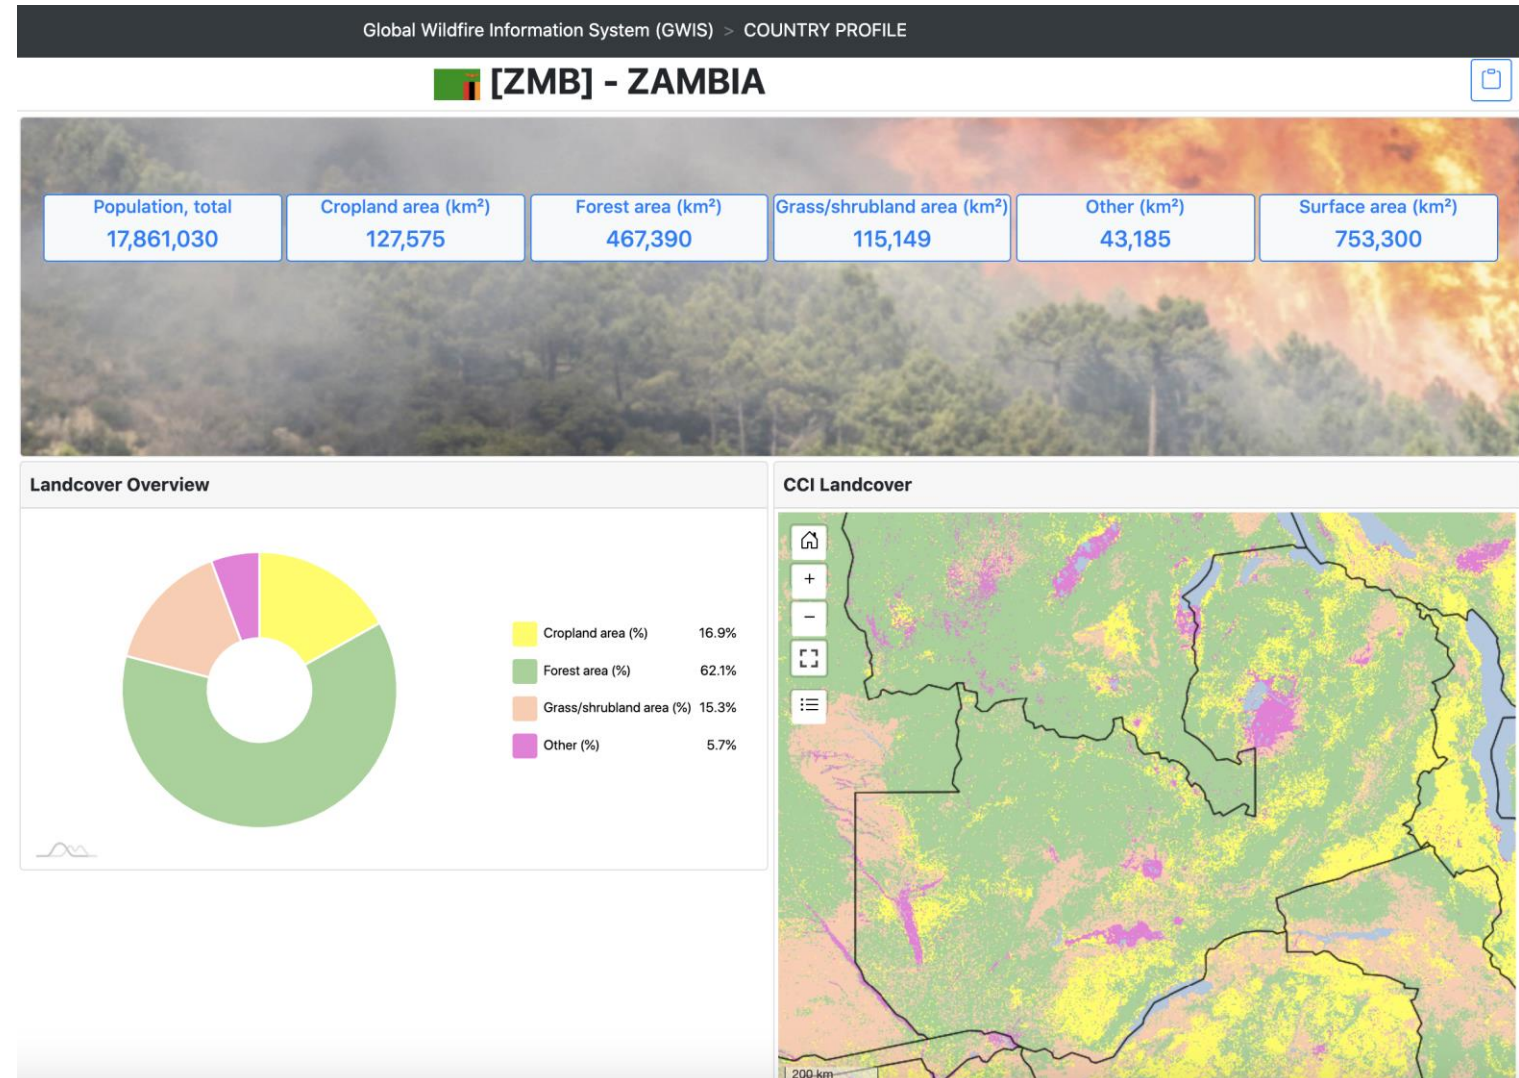 Global Wildfire Information System (GWIS) > COUNTRY PROFILE
[ZMB] - ZAMBIA
Population, total
17,861,030
Cropland area (km²)
127,575
Forest area (km²)
467,390
Grass/shrubland area (km²)
115,149
Other (km²)
43,185
Surface area (km²)
753,300
Landcover Overview
Cropland area (%) 16.9%
Forest area (%) 62.1%
Grass/shrubland area (%) 15.3%
Other (%) 5.7%
CCI Landcover
+
−
200 km